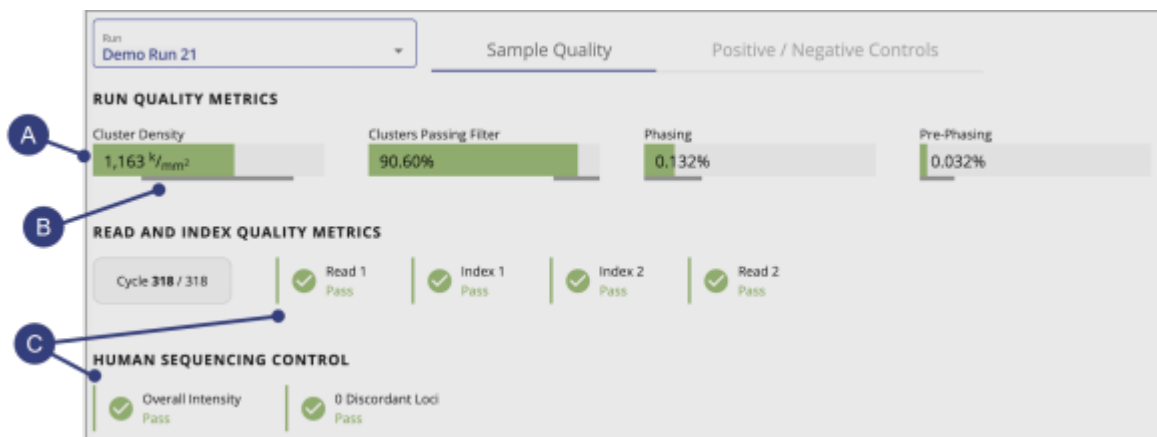 Run
Demo Run 21
Sample Quality
Positive / Negative Controls
RUN QUALITY METRICS
A
Cluster Density
Clusters Passing Filter
Phasing
Pre-Phasing
1,163 k/mm²
90.60%
0.132%
0.032%
B
READ AND INDEX QUALITY METRICS
Cycle 318 / 318
Read 1
Pass
Index 1
Pass
Index 2
Pass
Read 2
Pass
C
HUMAN SEQUENCING CONTROL
Overall Intensity
Pass
0 Discordant Loci
Pass